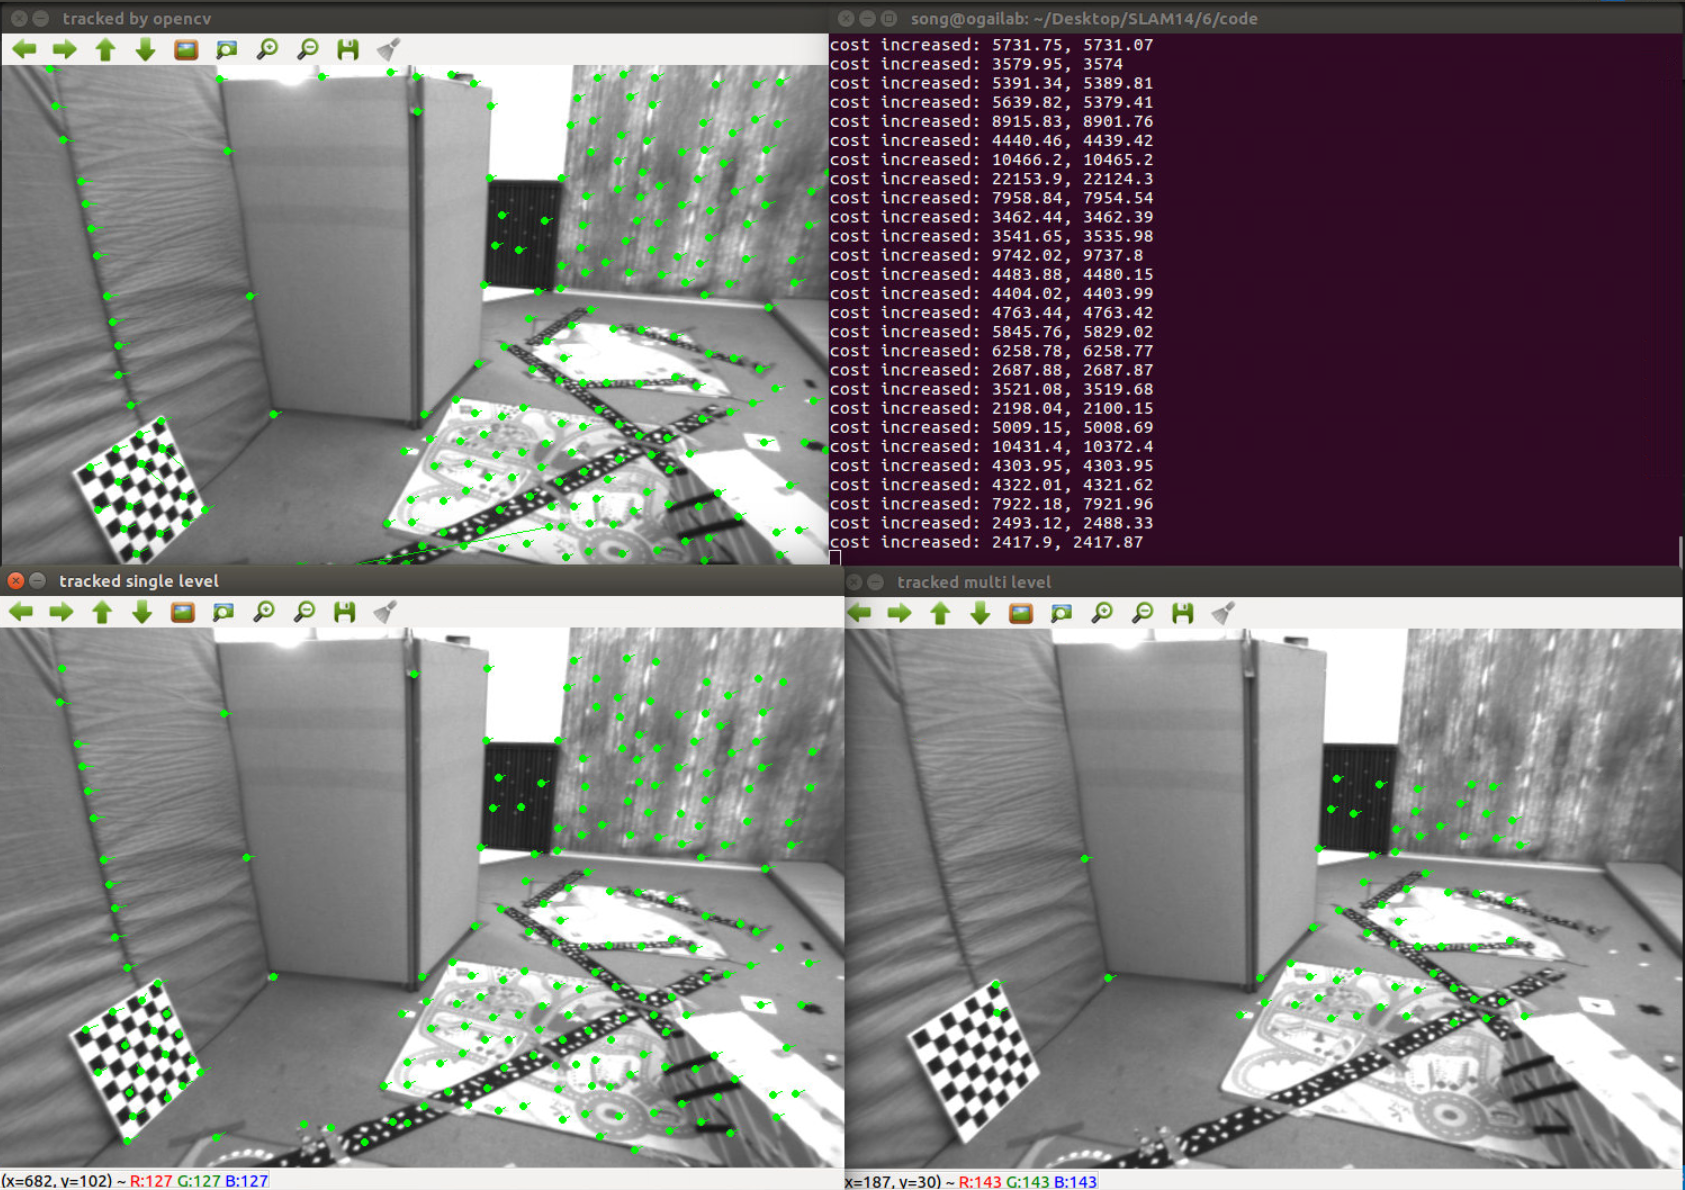 tracked by opencv
song@ogailab: ~/Desktop/SLAM14/6/code
cost increased: 5731.75, 5731.07
cost increased: 3579.95, 3574
cost increased: 5391.34, 5389.81
cost increased: 5639.82, 5379.41
cost increased: 8915.83, 8901.76
cost increased: 4440.46, 4439.42
cost increased: 10466.2, 10465.2
cost increased: 22153.9, 22124.3
cost increased: 7958.84, 7954.54
cost increased: 3462.44, 3462.39
cost increased: 3541.65, 3535.98
cost increased: 9742.02, 9737.8
cost increased: 4483.88, 4480.15
cost increased: 4404.02, 4403.99
cost increased: 4763.44, 4763.42
cost increased: 5845.76, 5829.02
cost increased: 6258.78, 6258.77
cost increased: 2687.88, 2687.87
cost increased: 3521.08, 3519.68
cost increased: 2198.04, 2100.15
cost increased: 5009.15, 5008.69
cost increased: 10431.4, 10372.4
cost increased: 4303.95, 4303.95
cost increased: 4322.01, 4321.62
cost increased: 7922.18, 7921.96
cost increased: 2493.12, 2488.33
cost increased: 2417.9, 2417.87
tracked single level
tracked multi level
(x=682, y=102) ~ R:127 G:127 B:127
x=187, y=30) ~ R:143 G:143 B:143